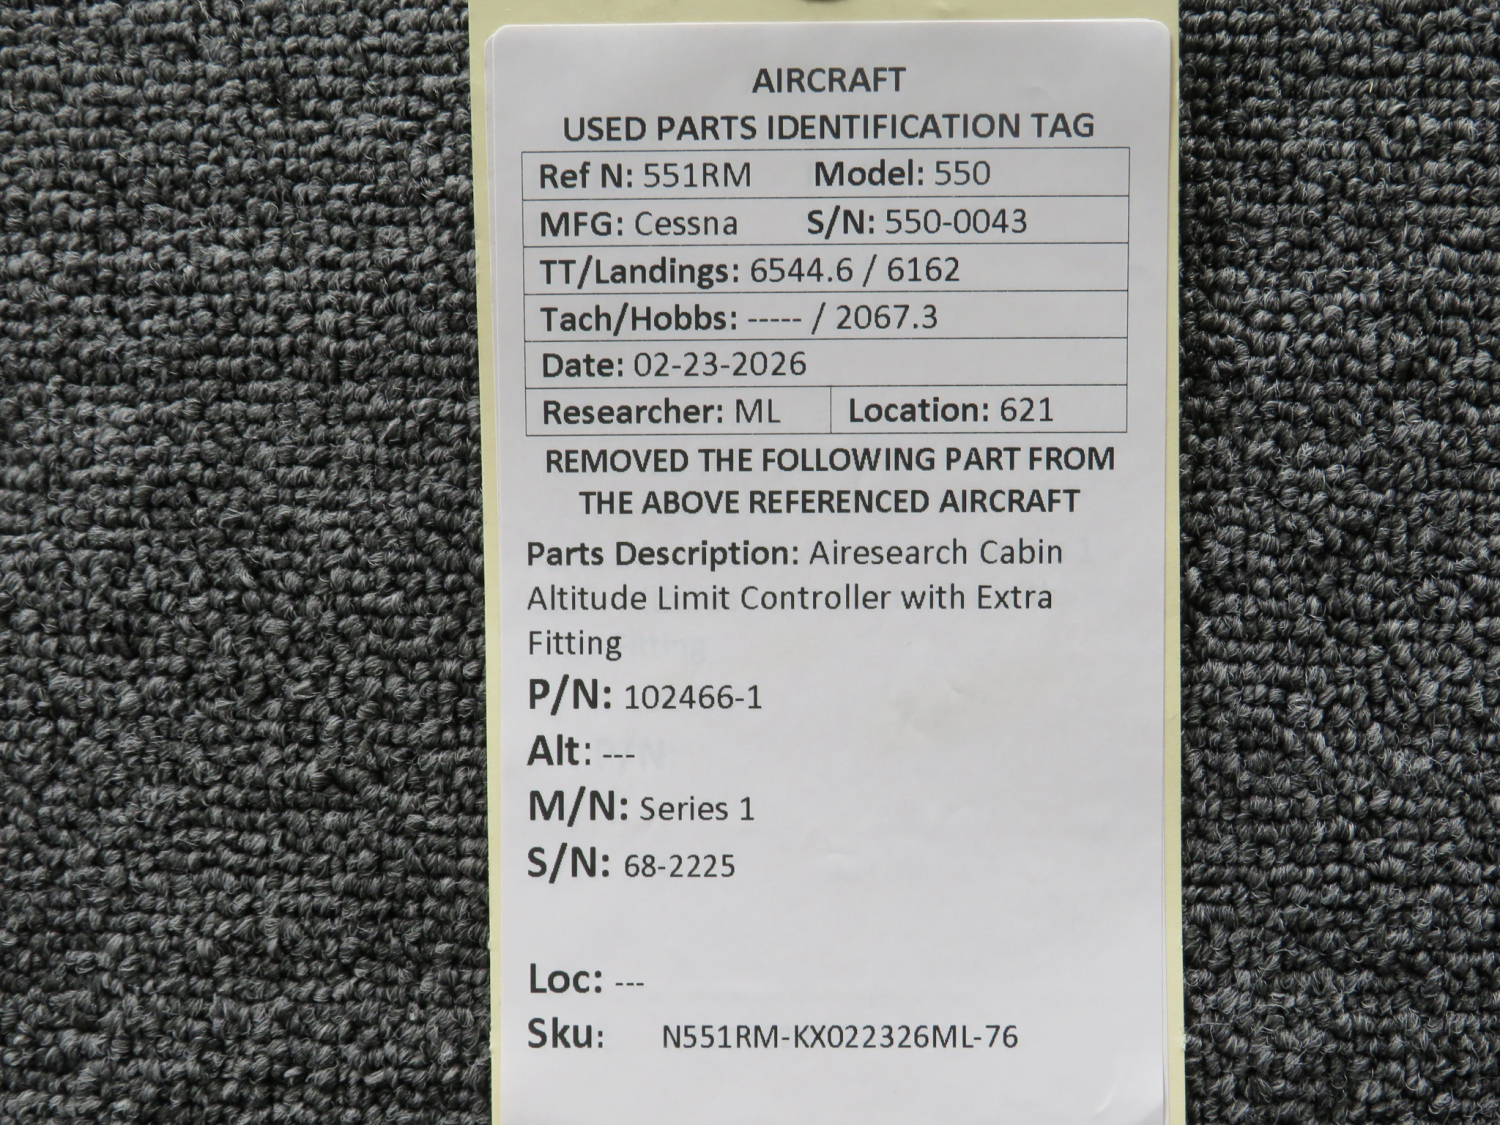 AIRCRAFT
USED PARTS IDENTIFICATION TAG
Ref N: 551RM Model: 550
MFG: Cessna S/N: 550-0043
TT/Landings: 6544.6 / 6162
Tach/Hobbs: ----- / 2067.3
Date: 02-23-2026
Researcher: ML Location: 621
REMOVED THE FOLLOWING PART FROM
THE ABOVE REFERENCED AIRCRAFT
Parts Description: Airesearch Cabin
Altitude Limit Controller with Extra
Fitting
P/N: 102466-1
Alt: ---
M/N: Series 1
S/N: 68-2225
Loc: ---
Sku: N551RM-KX022326ML-76